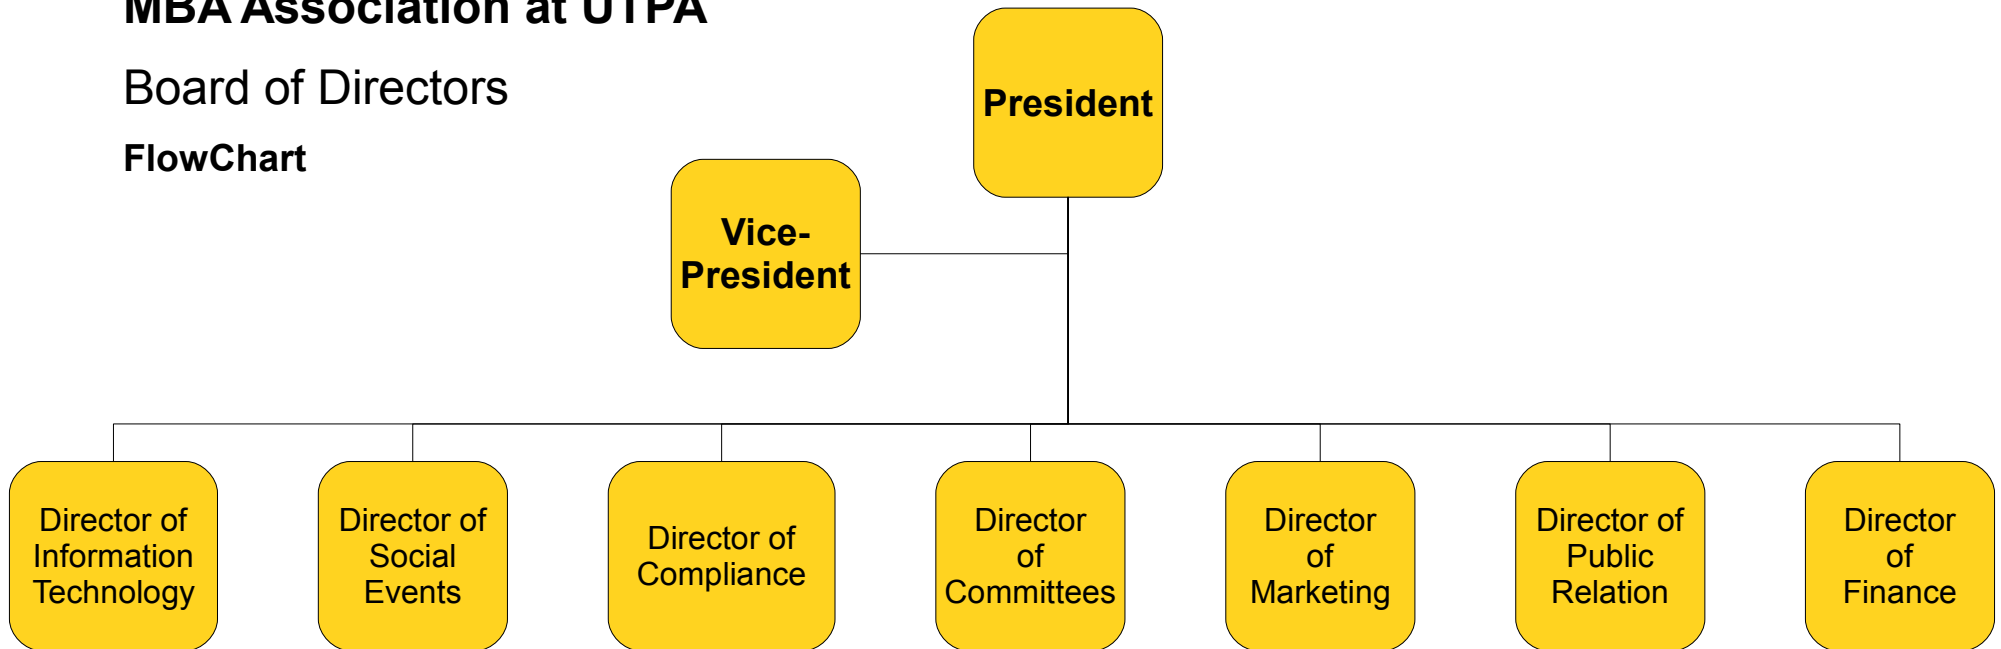 MBA Association at UTPA
Board of Directors
FlowChart
President
Vice-
President
Director of
Information
Technology
Director of
Social
Events
Director of
Compliance
Director
of
Committees
Director
of
Marketing
Director of
Public
Relation
Director
of
Finance